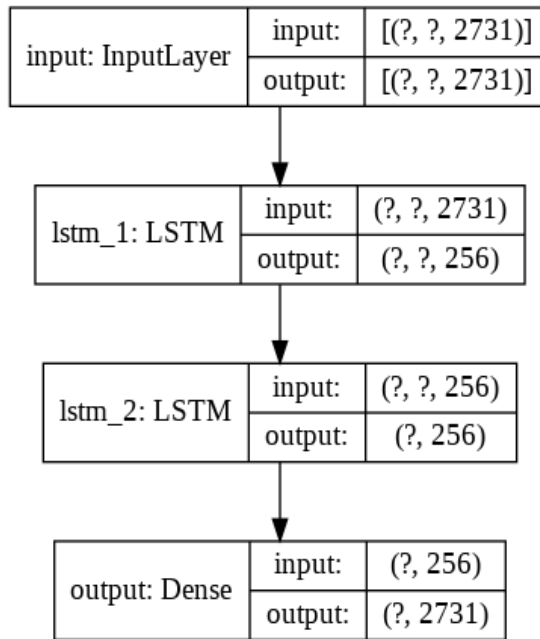 input: InputLayer
input: [(?, ?, 2731)]
output: [(?, ?, 2731)]
lstm_1: LSTM
input: (?, ?, 2731)
output: (?, ?, 256)
lstm_2: LSTM
input: (?, ?, 256)
output: (?, 256)
output: Dense
input: (?, 256)
output: (?, 2731)